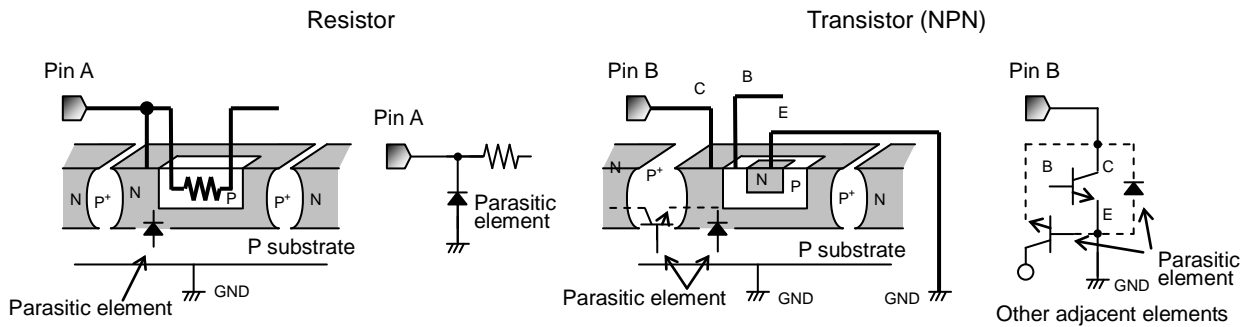 Resistor
Transistor (NPN)
Pin A
Pin A
N
P+
N
P
P+
N
Parasitic
element
P substrate
GND
Parasitic element
Pin B
C
B
E
N
P+
N
P
P+
N
N
P substrate
Parasitic element
GND
GND
Pin B
B
C
E
Parasitic
element
Other adjacent elements